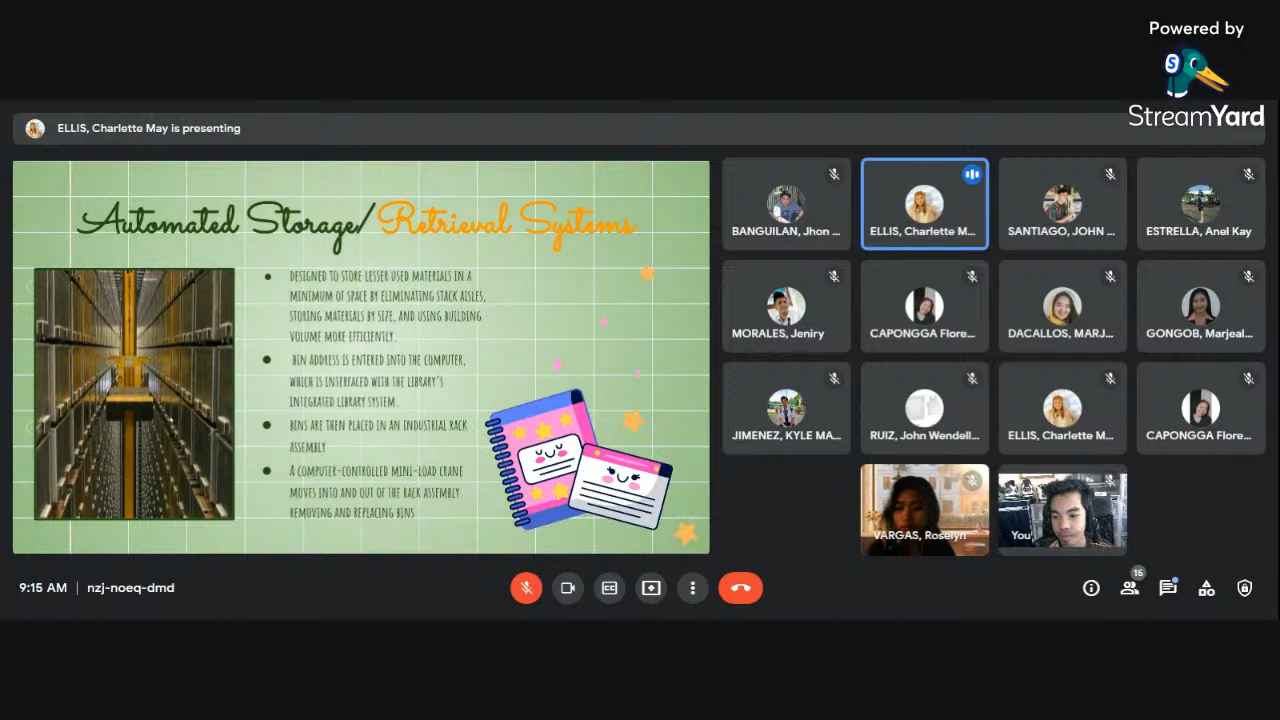 Powered by
StreamYard
ELLIS, Charlette May is presenting
Automated Storage/Retrieval Systems
DESIGNED TO STORE LESSER USED MATERIALS IN A
MINIMUM OF SPACE BY ELIMINATING STACK AISLES,
STORING MATERIALS BY SIZE, AND USING BUILDING
VOLUME MORE EFFICIENTLY.
BIN ADDRESS IS ENTERED INTO THE COMPUTER,
WHICH IS INTERFACED WITH THE LIBRARY'S
INTEGRATED LIBRARY SYSTEM.
BINS ARE THEN PLACED IN AN INDUSTRIAL RACK
ASSEMBLY
A COMPUTER-CONTROLLED MINI-LOAD CRANE
MOVES INTO AND OUT OF THE RACK ASSEMBLY
REMOVING AND REPLACING BINS
BANGUILAN, Jhon ...
ELLIS, Charlette M...
SANTIAGO, JOHN ...
ESTRELLA, Anel Kay
MORALES, Jeniry
CAPONGGA Flore...
DACALLOS, MARJ...
GONGOB, Marjeal...
JIMENEZ, KYLE MA...
RUIZ, John Wendell...
ELLIS, Charlette M...
CAPONGGA Flore...
VARGAS, Roselyn
You
9:15 AM | nzj-noeq-dmd
CC
15